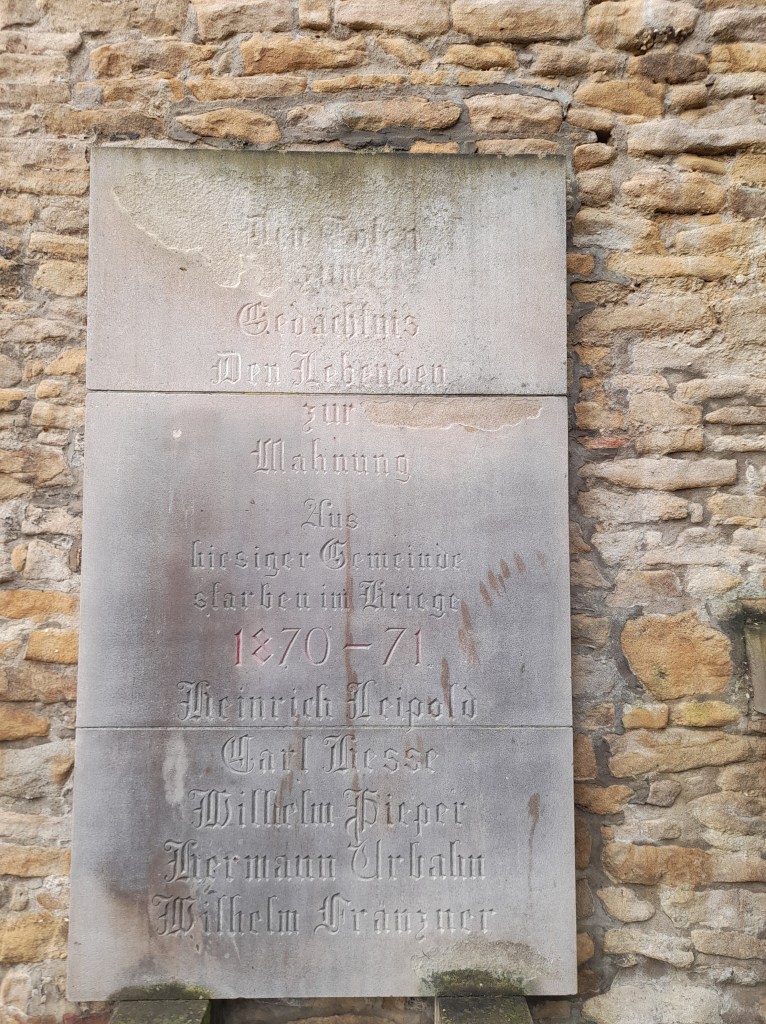 Den Toten
zum
Gedächtnis
Den Lebenden
zur
Mahnung
Aus
hiesiger Gemeinde
starben im Kriege
1870-71
Heinrich Leipold
Carl Hesse
Wilhelm Pieper
Hermann Urbahn
Wilhelm Fränzner